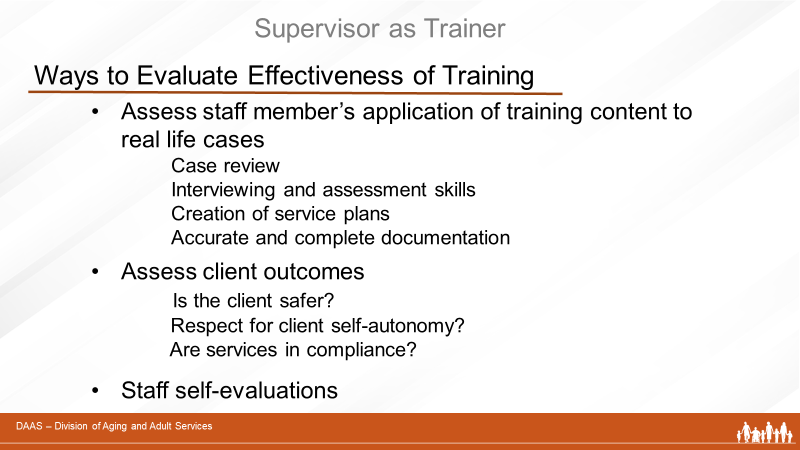 Supervisor as Trainer
Ways to Evaluate Effectiveness of Training
• Assess staff member’s application of training content to
real life cases
Case review
Interviewing and assessment skills
Creation of service plans
Accurate and complete documentation
• Assess client outcomes
Is the client safer?
Respect for client self-autonomy?
Are services in compliance?
• Staff self-evaluations
DAAS – Division of Aging and Adult Services